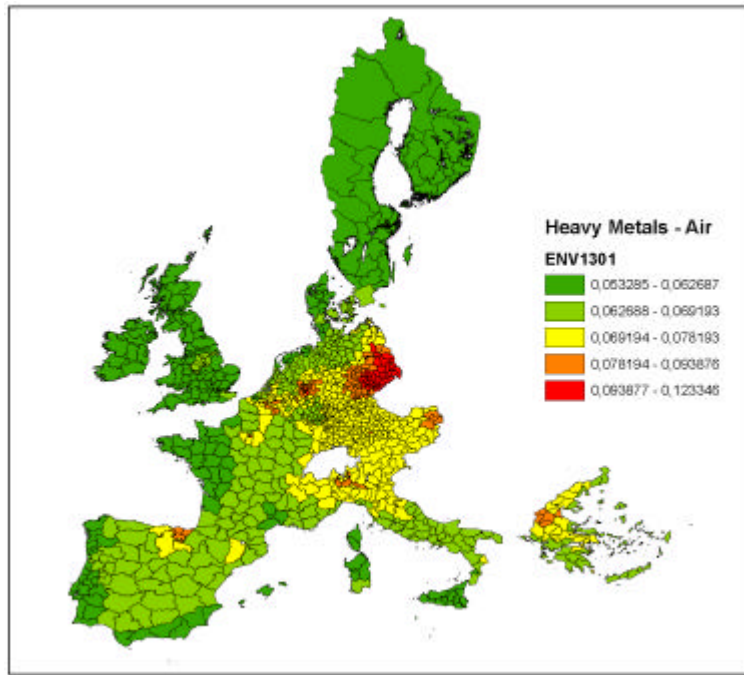 Heavy Metals - Air
ENV1301
0,053285 - 0,062687
0,062688 - 0,069193
0,069194 - 0,078193
0,078194 - 0,093876
0,093877 - 0,123346